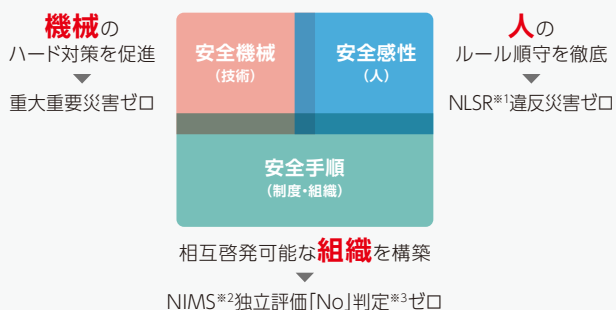 機械の
ハード対策を促進
重大重要災害ゼロ
安全機械
(技術)
安全感性
(人)
人の
ルール順守を徹底
NLSR※1違反災害ゼロ
安全手順
(制度・組織)
相互啓発可能な組織を構築
NIMS※2独立評価「No」判定※3ゼロ